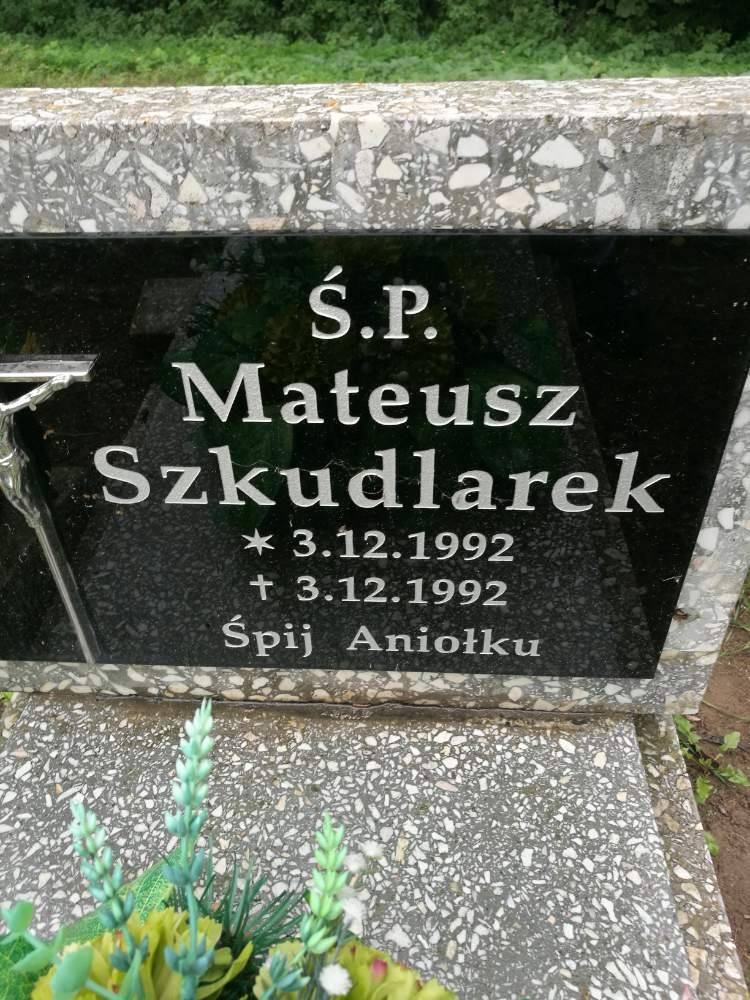 Ś.P.
Mateusz
Szkudlarek
✶ 3.12.1992
✝ 3.12.1992
Śpij Aniołku